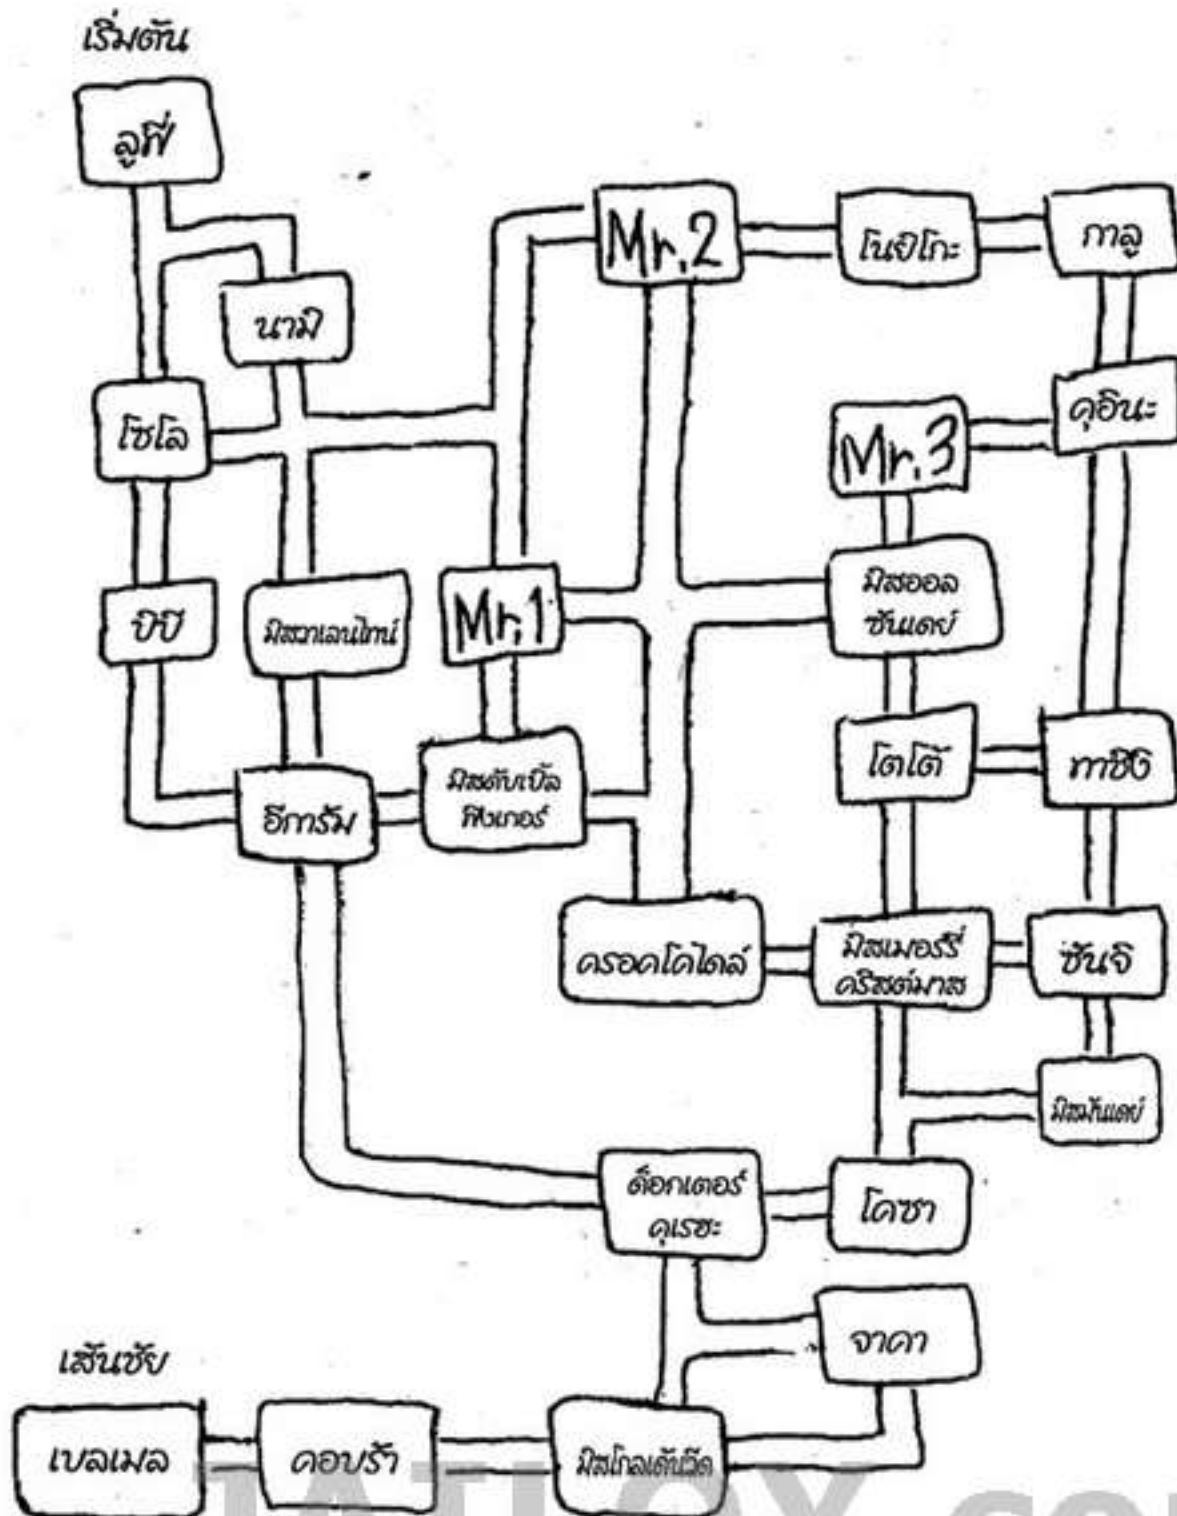 เริ่มต้น
ลูฟี่
Mr.2
โนยิโกะ
กาลู
นามิ
โซโล
คุอินะ
Mr.3
บีบี
มิสวาเลนไทน์
Mr.1
มิสออล
ซันเดย์
มิสดับเบิ้ล
ฟิงเกอร์
โตโต้
ทาชิงิ
อีการัม
ครอคโคไดล์
มิสเมอร์รี่
คริสต์มาส
ซันจิ
มิสมันเดย์
ด็อกเตอร์
คุเรฮะ
โคซา
จาคา
เส้นชัย
เบลเมล
คอบร้า
มิสโกลเด้นวีค